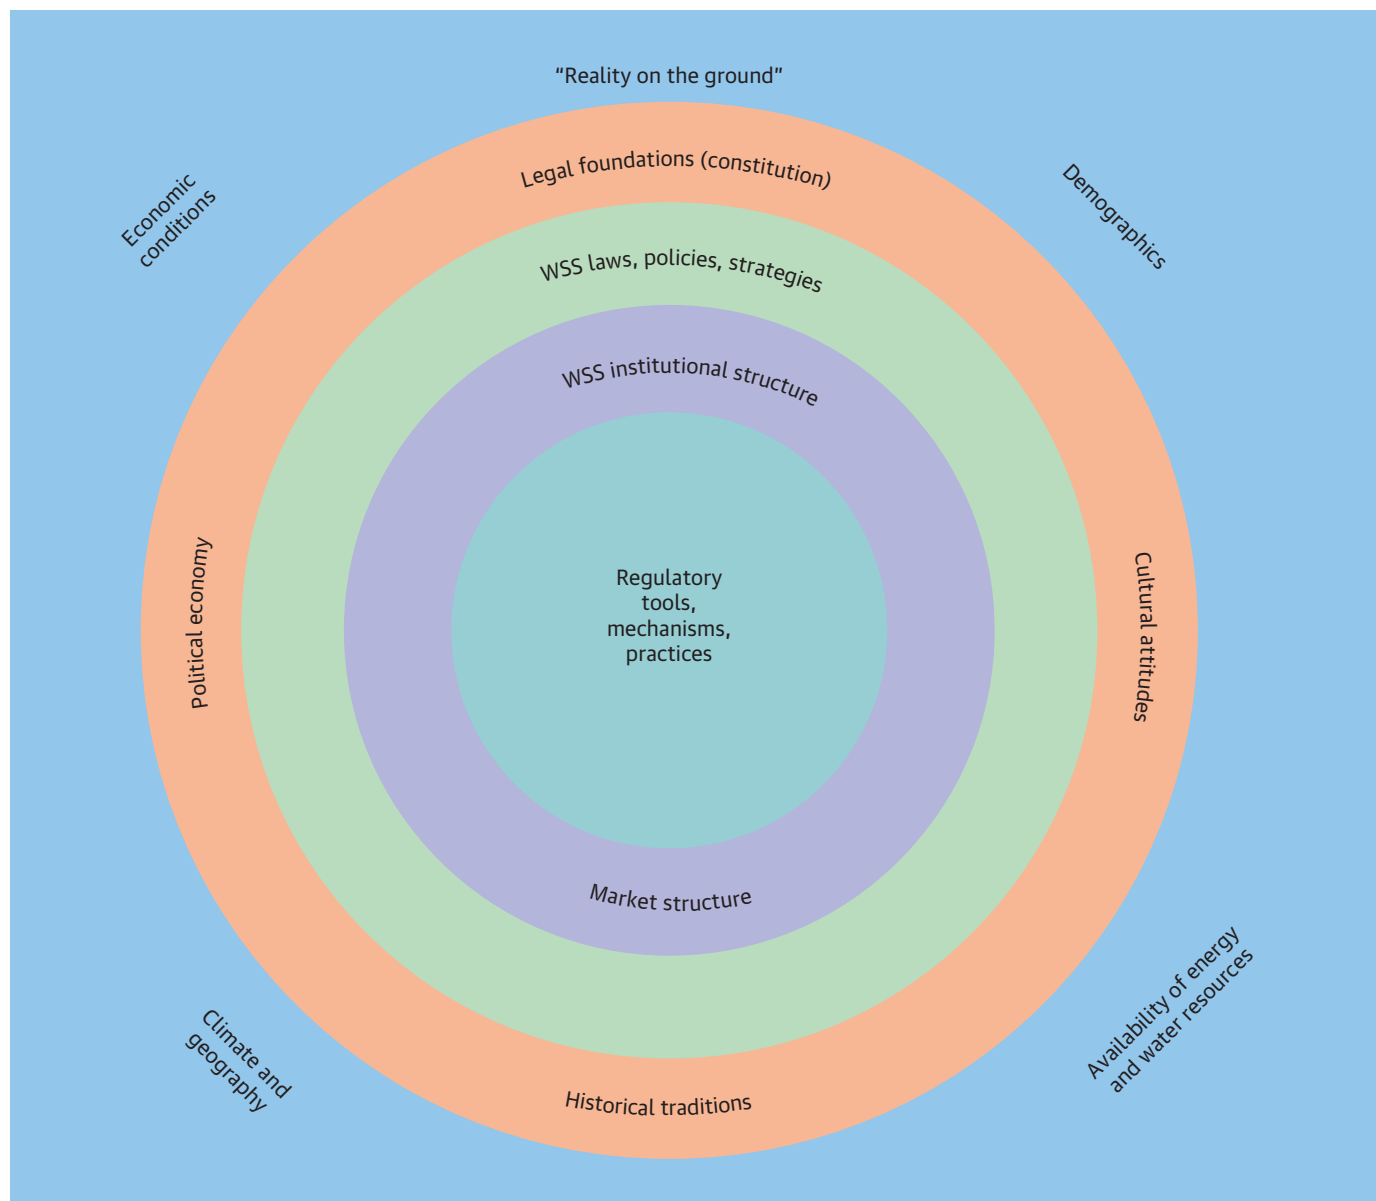 “Reality on the ground”
Legal foundations (constitution)
Economic
conditions
Demographics
WSS laws, policies, strategies
WSS institutional structure
Regulatory
tools,
mechanisms,
practices
Political economy
Cultural attitudes
Market structure
Climate and
geography
Availability of energy
and water resources
Historical traditions